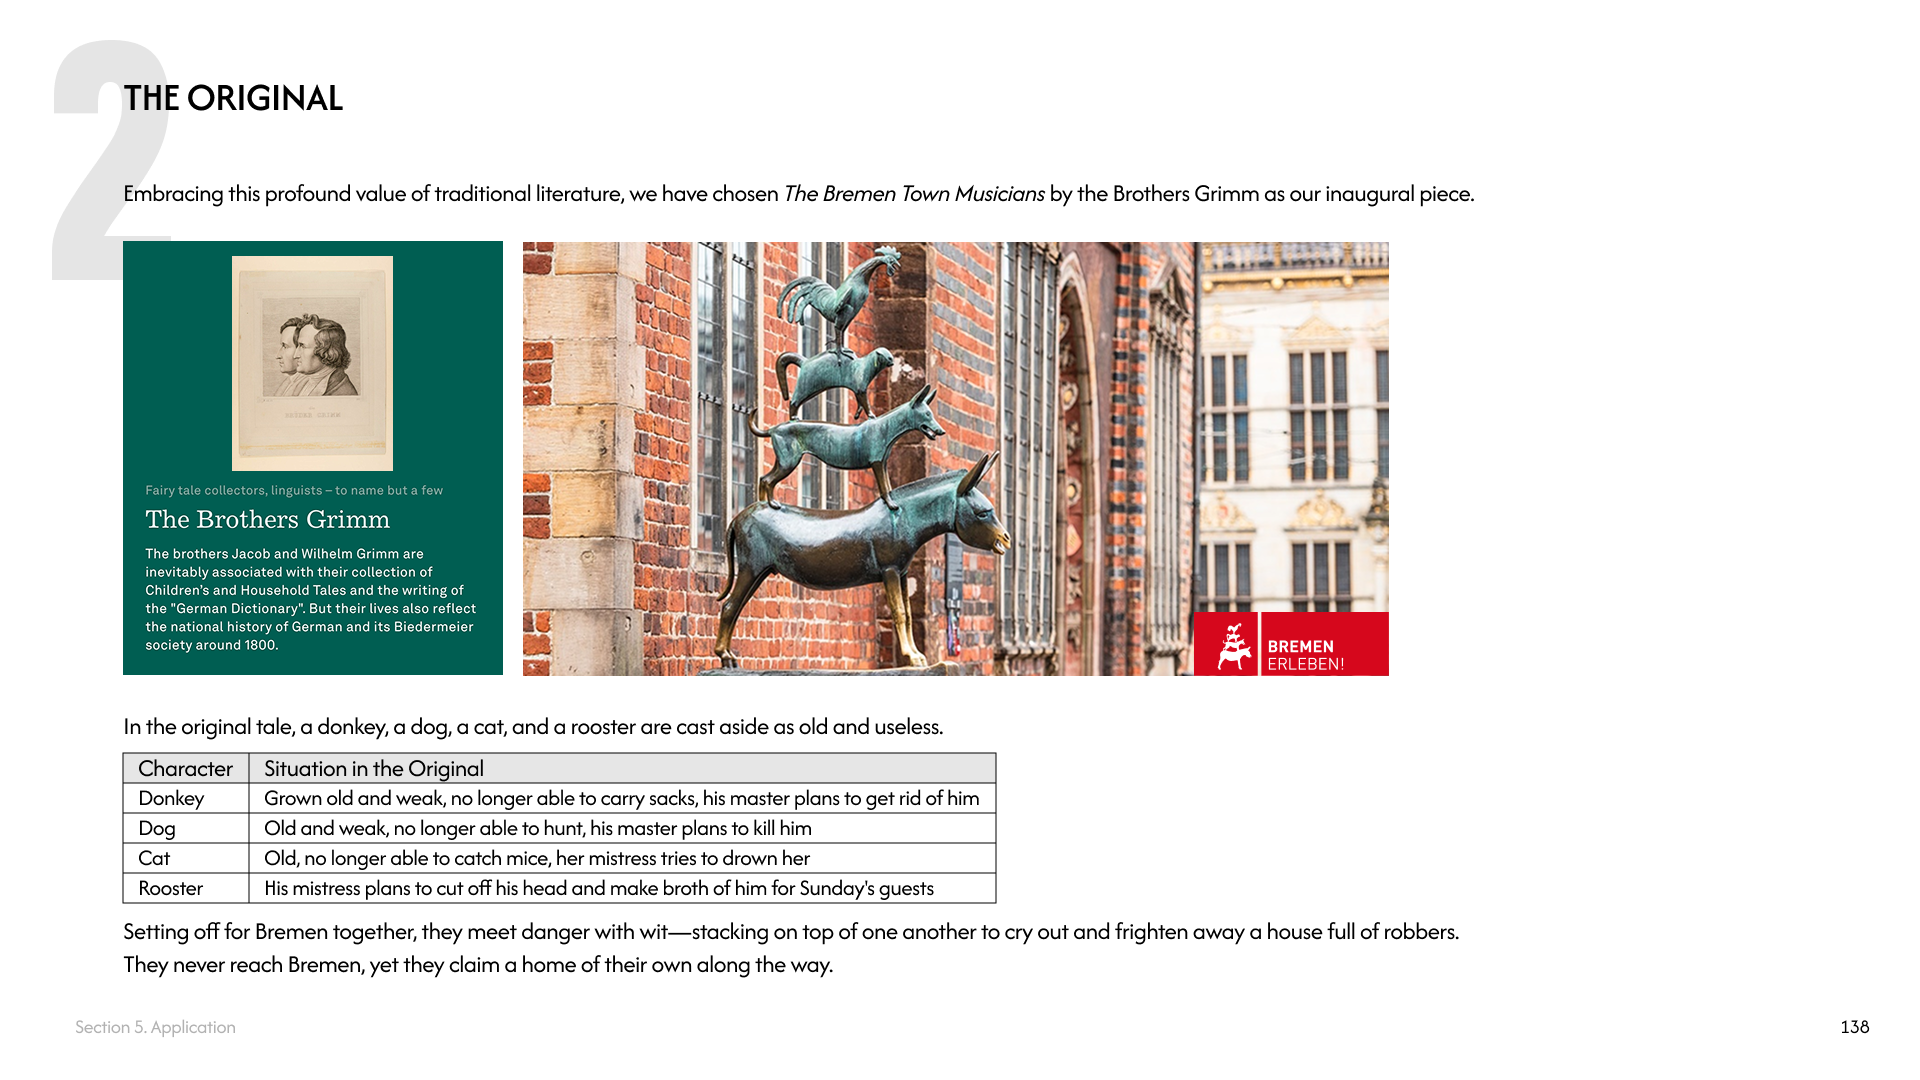 2
THE ORIGINAL
Embracing this profound value of traditional literature, we have chosen The Bremen Town Musicians by the Brothers Grimm as our inaugural piece.
Fairy tale collectors, linguists – to name but a few
The Brothers Grimm
The brothers Jacob and Wilhelm Grimm are
inevitably associated with their collection of
Children's and Household Tales and the writing of
the "German Dictionary". But their lives also reflect
the national history of German and its Biedermeier
society around 1800.
BREMEN
ERLEBEN!
In the original tale, a donkey, a dog, a cat, and a rooster are cast aside as old and useless.
Character Situation in the Original
Donkey Grown old and weak, no longer able to carry sacks, his master plans to get rid of him
Dog Old and weak, no longer able to hunt, his master plans to kill him
Cat Old, no longer able to catch mice, her mistress tries to drown her
Rooster His mistress plans to cut off his head and make broth of him for Sunday's guests
Setting off for Bremen together, they meet danger with wit—stacking on top of one another to cry out and frighten away a house full of robbers.
They never reach Bremen, yet they claim a home of their own along the way.
Section 5. Application
138